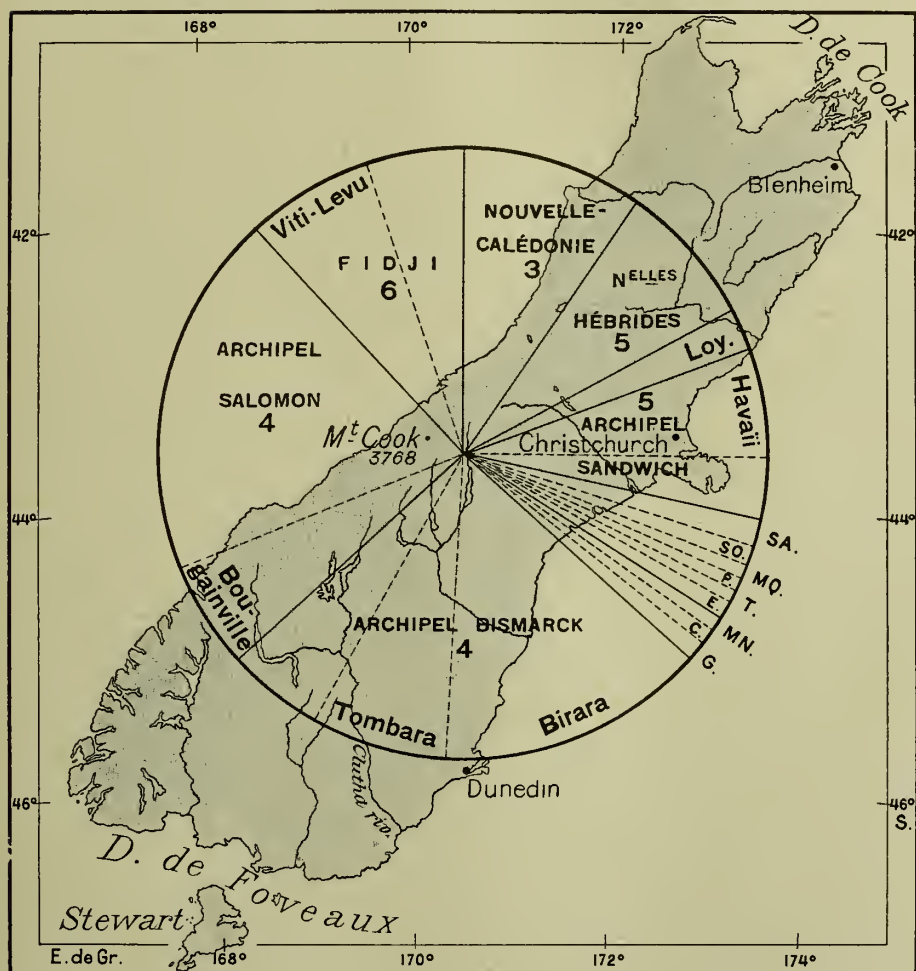 168° 170° 172°
D. de Cook
Blenheim
42° 42°
Viti-Levu
FIDJI
6
NOUVELLE-
CALÉDONIE
3
NELLES
HÉBRIDES
5
Loy.
Havaïi
ARCHIPEL
SALOMON
4
5
ARCHIPEL
SANDWICH
Mt Cook
3768
Christchurch
44° 44°
SA.
SO.
MQ.
P.
T.
E.
MN.
C.
G.
Bou-
gainville
ARCHIPEL BISMARCK
4
Tombara
Birara
Clutha riv.
Dunedin
46° 46°
S.
D. de Foveaux
Stewart
E. de Gr. 168° 170° 172° 174°